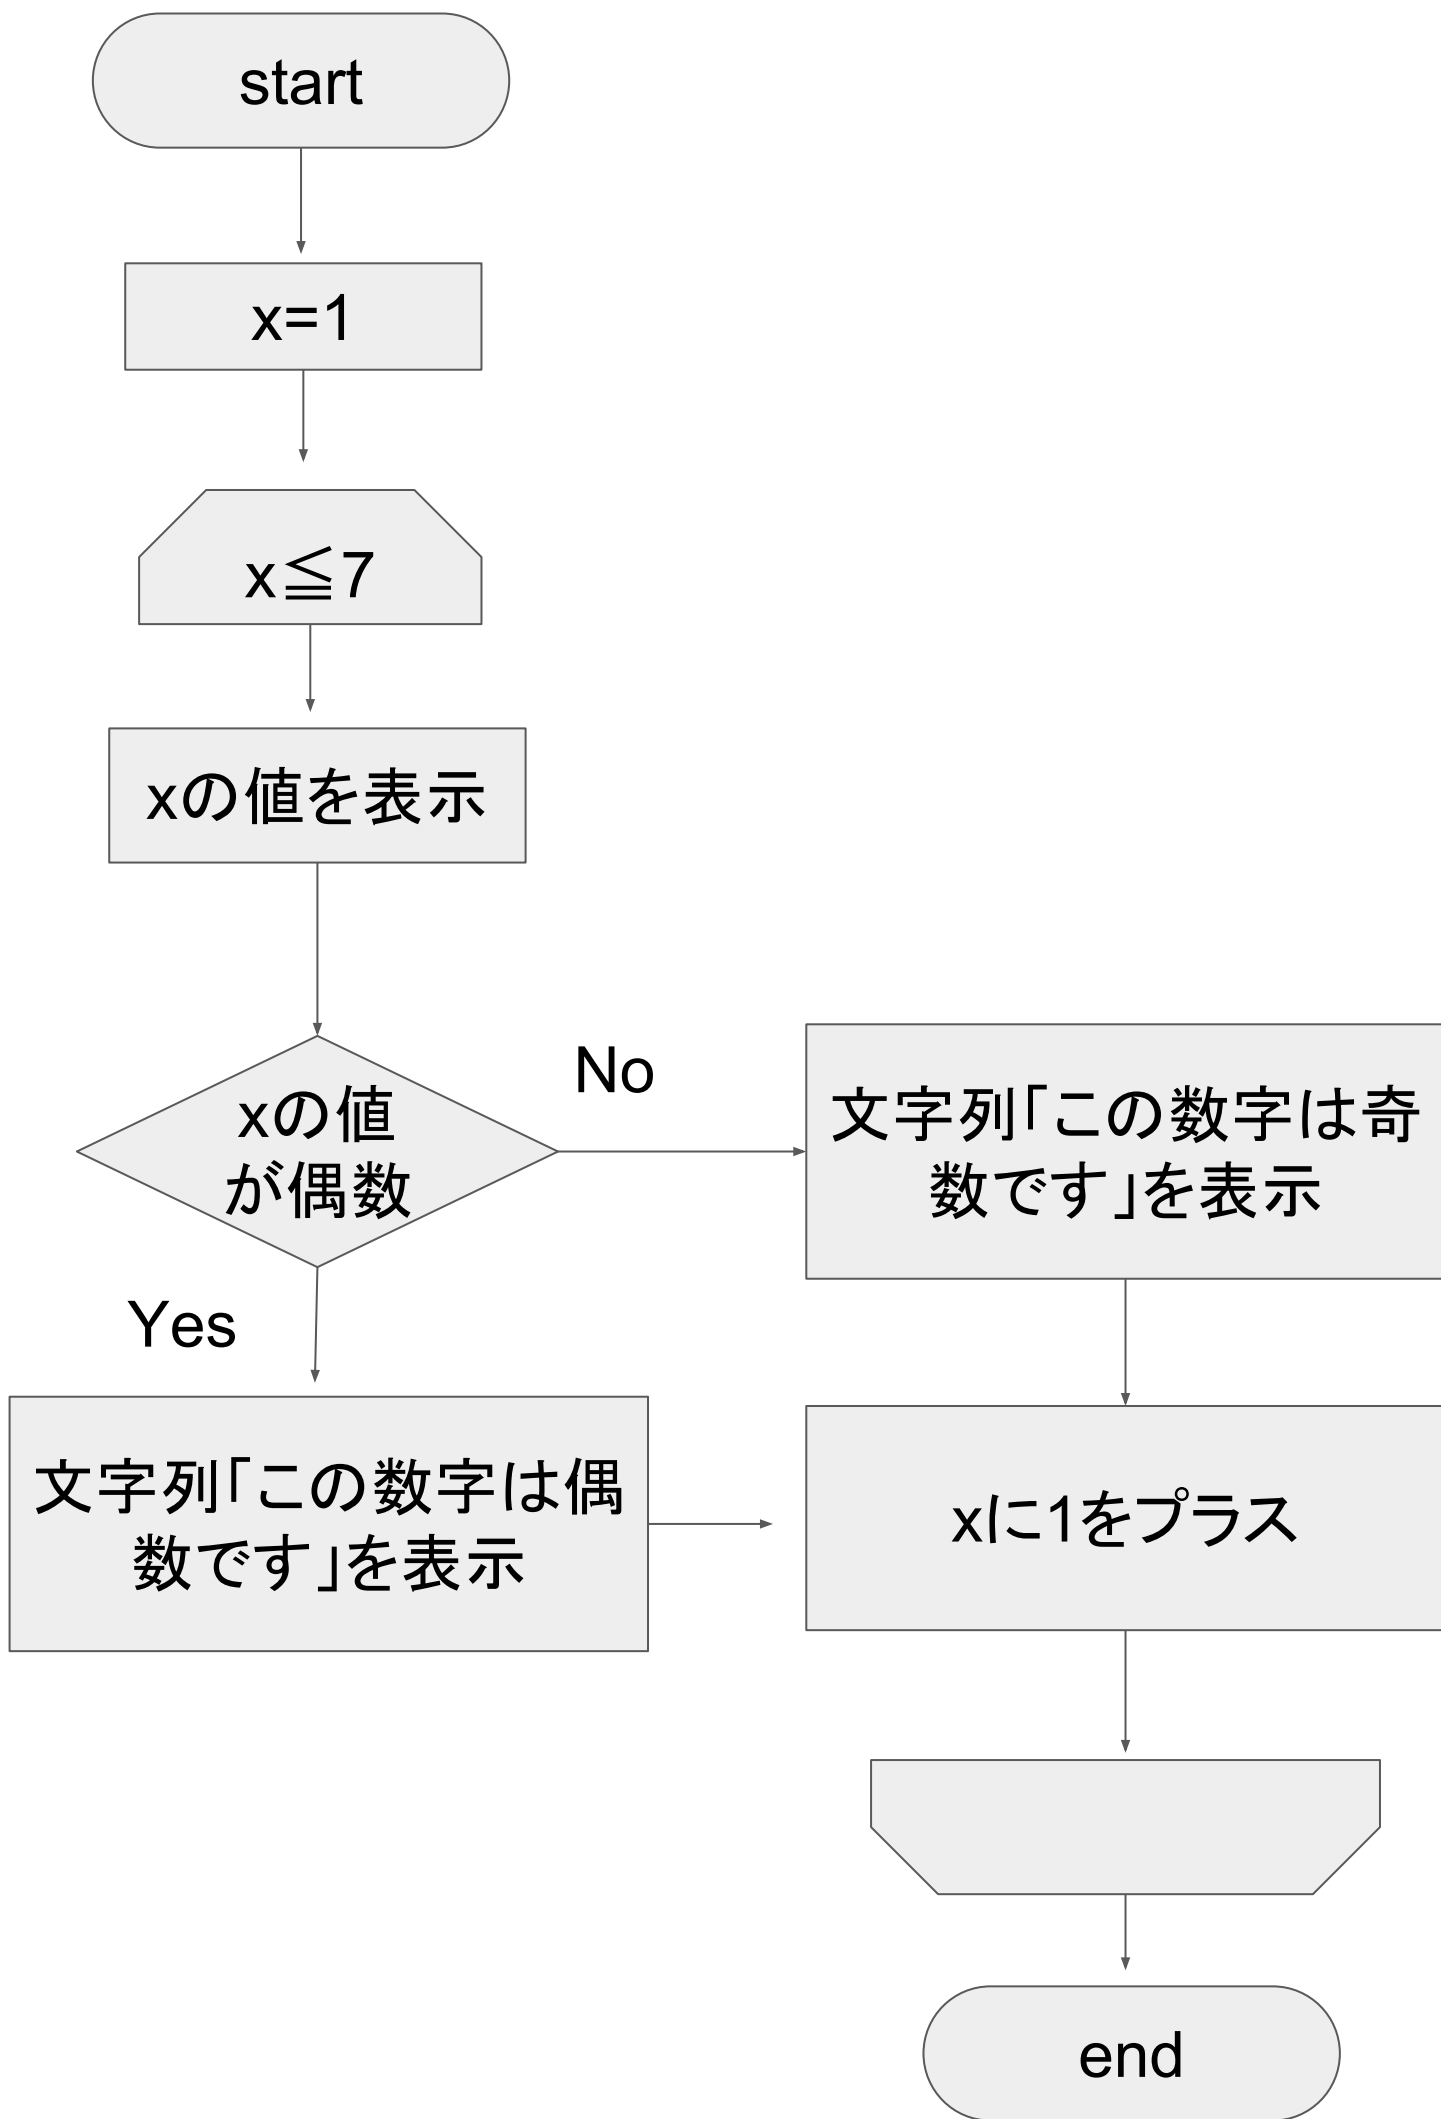 start
x=1
x≦7
xの値を表示
xの値
が偶数
No
文字列「この数字は奇
数です」を表示
Yes
文字列「この数字は偶
数です」を表示
xに1をプラス
end